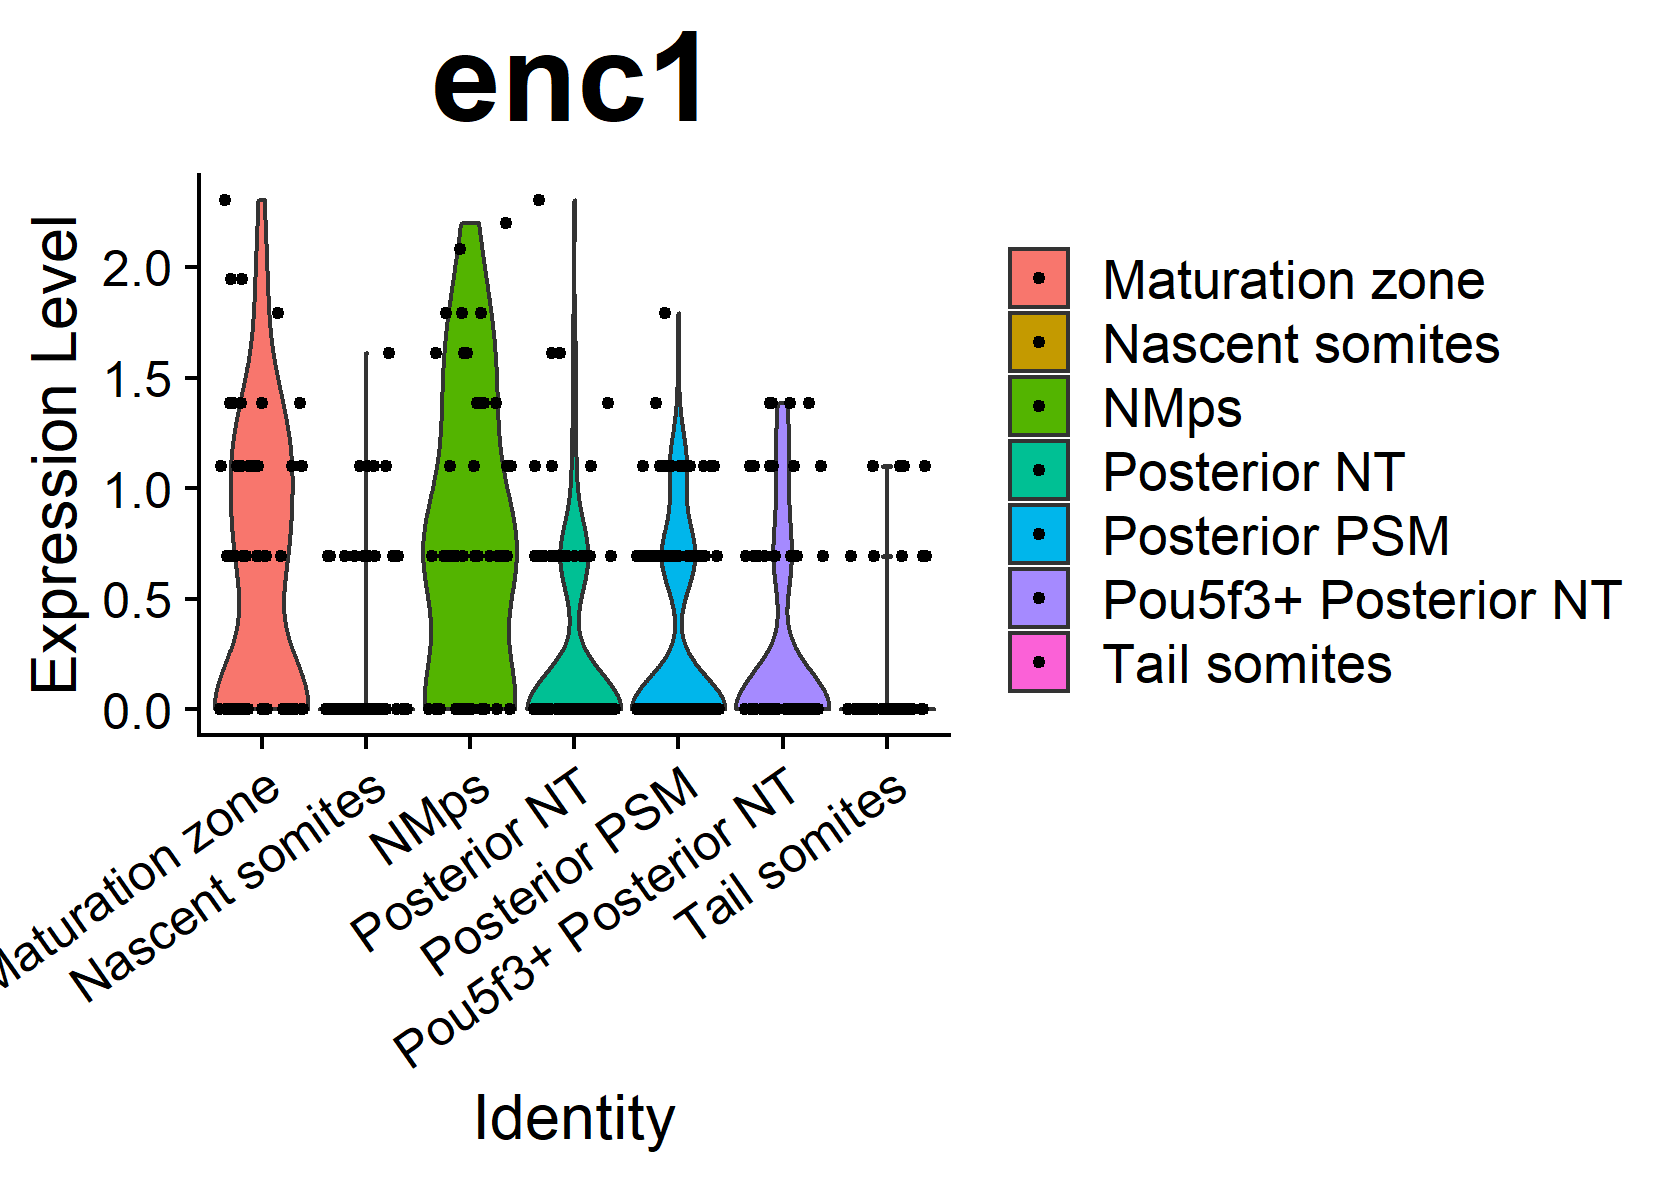 enc1
Expression Level
2.0
1.5
1.0
0.5
0.0
Maturation zone
Nascent somites
NMps
Posterior NT
Posterior PSM
Pou5f3+ Posterior NT
Tail somites
Identity
Maturation zone
Nascent somites
NMps
Posterior NT
Posterior PSM
Pou5f3+ Posterior NT
Tail somites